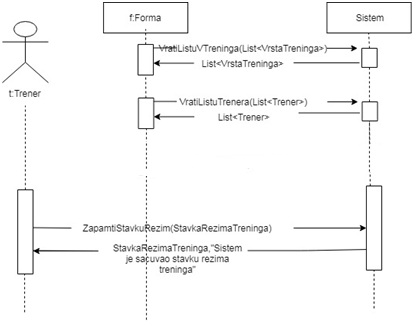 f:Forma
Sistem
t:Trener
VratiListuVTreninga(List<VrstaTreninga>)
List<VrstaTreninga>
VratiListuTrenera(List<Trener>)
List<Trener>
ZapamtiStavkuRezim(StavkaRezimaTreninga)
StavkaRezimaTreninga,"Sistem
je sacuvao stavku rezima
treninga"